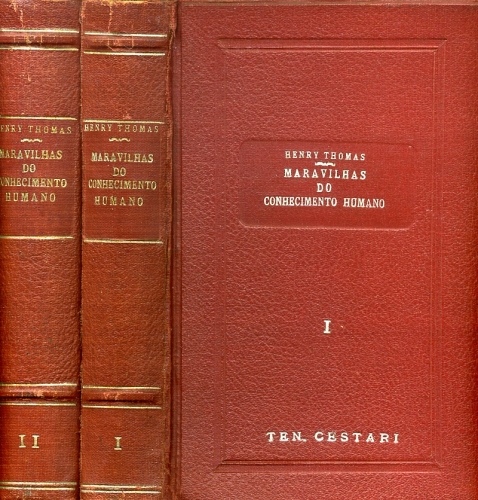 HENRY THOMAS
MARAVILHAS
DO
CONHECIMENTO
HUMANO
II
HENRY THOMAS
MARAVILHAS
DO
CONHECIMENTO
HUMANO
I
HENRY THOMAS
MARAVILHAS
DO
CONHECIMENTO HUMANO
I
TEN. CESTARI